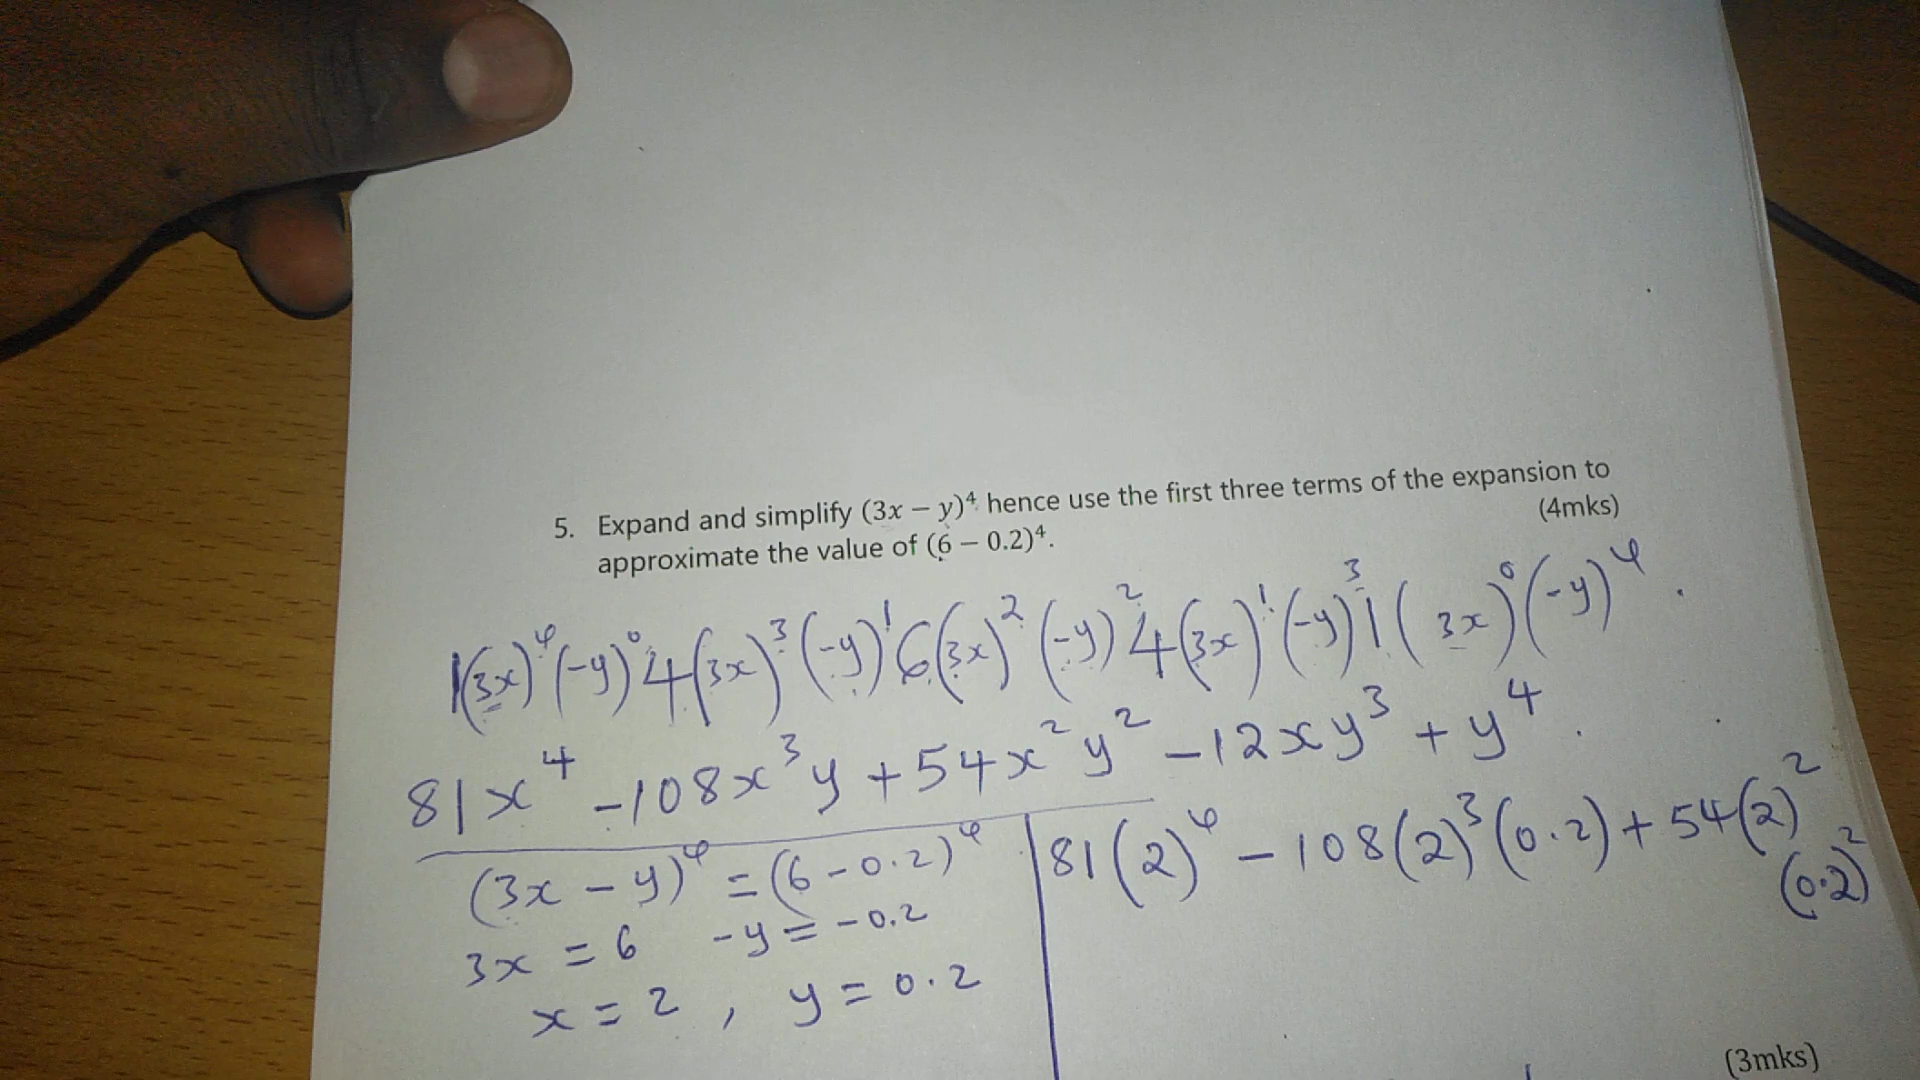 5. Expand and simplify (3x – y)⁴ hence use the first three terms of the expansion to
approximate the value of (6 – 0.2)⁴. (4mks)
1(3x)⁴(-y)⁰ 4(3x)³(-y)¹ 6(3x)²(-y)² 4(3x)¹(-y)³ 1(3x)⁰(-y)⁴.
81x⁴ -108x³y +54x²y² -12xy³ + y⁴.
(3x - y)⁴ = (6-0.2)⁴
3x = 6 -y = -0.2
x = 2 , y = 0.2
81(2)⁴ - 108(2)³(0.2) + 54(2)²
(0.2)²
(3mks)